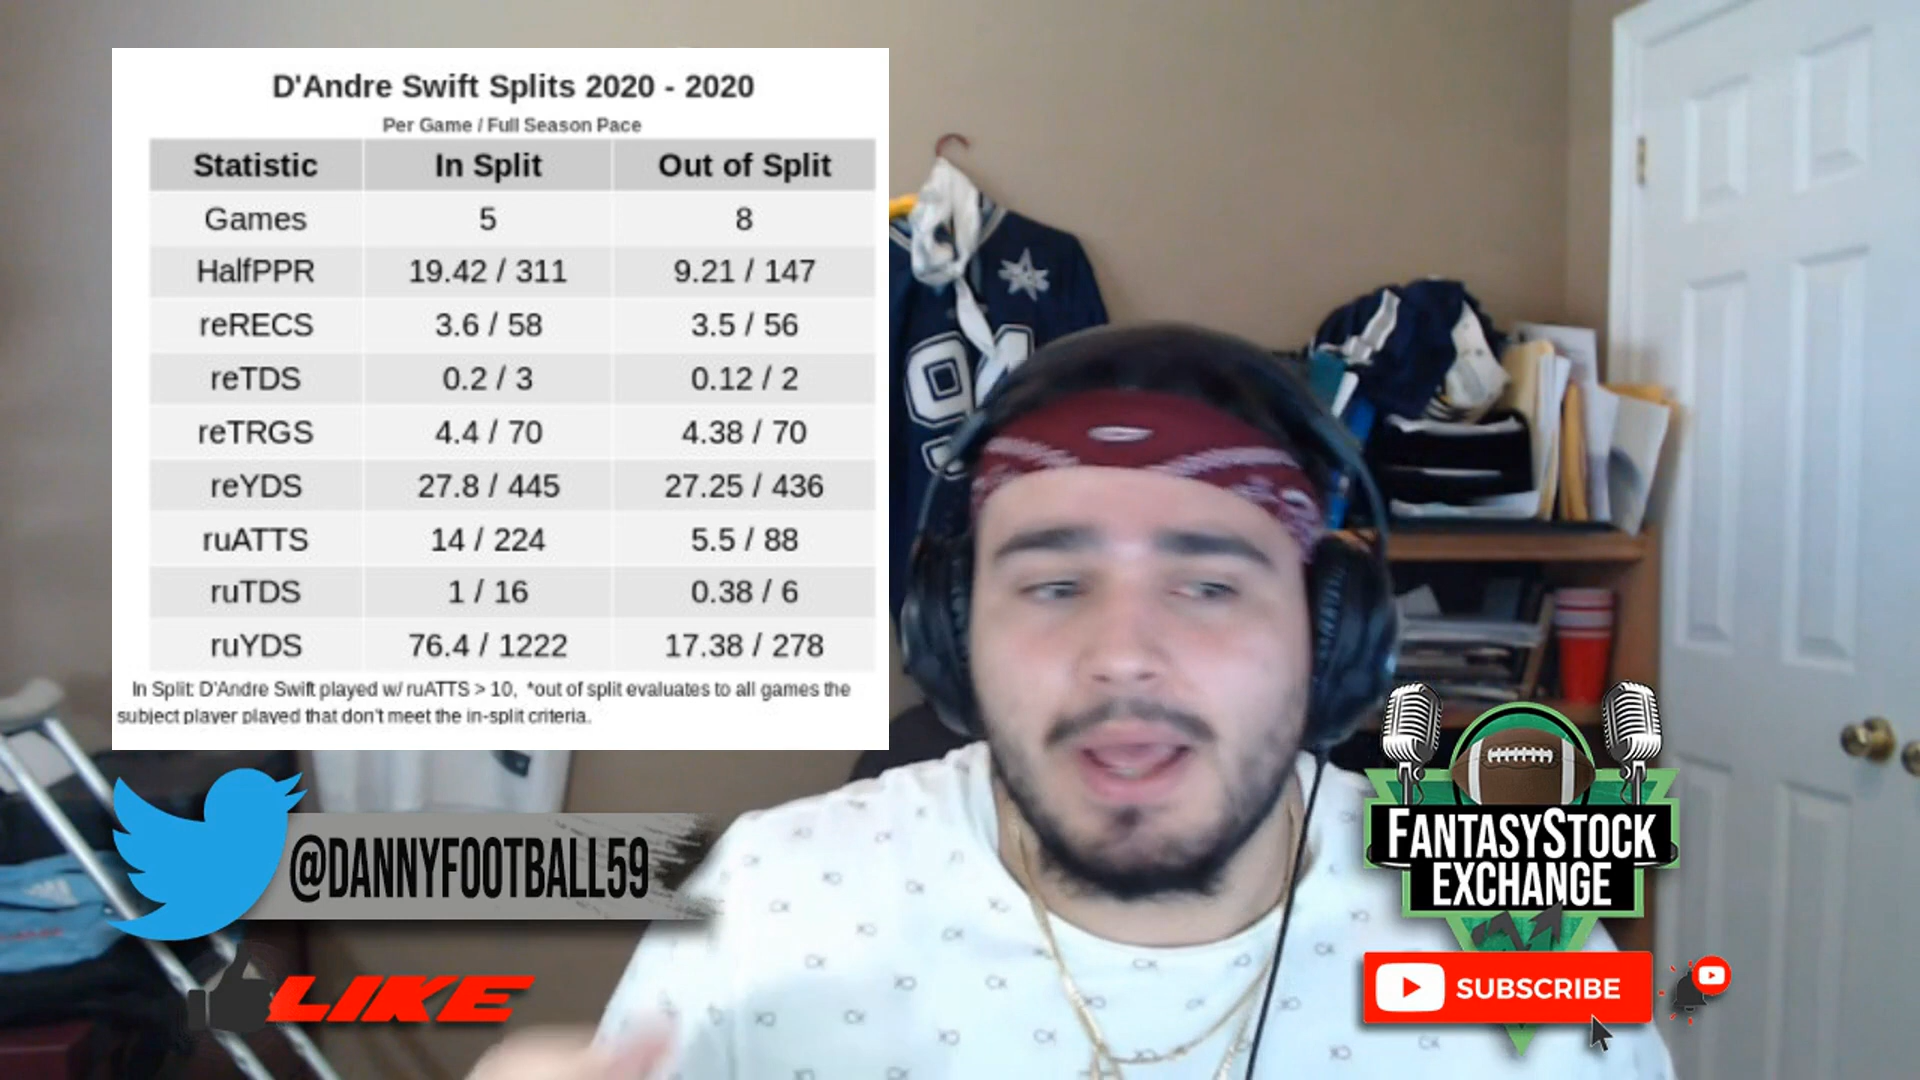 D'Andre Swift Splits 2020 - 2020
Per Game / Full Season Pace
Statistic In Split Out of Split
Games 5 8
HalfPPR 19.42 / 311 9.21 / 147
reRECS 3.6 / 58 3.5 / 56
reTDS 0.2 / 3 0.12 / 2
reTRGS 4.4 / 70 4.38 / 70
reYDS 27.8 / 445 27.25 / 436
ruATTS 14 / 224 5.5 / 88
ruTDS 1 / 16 0.38 / 6
ruYDS 76.4 / 1222 17.38 / 278
In Split: D'Andre Swift played w/ ruATTS > 10, *out of split evaluates to all games the
subject player played that don't meet the in-split criteria.
@DANNYFOOTBALL59
LIKE
FANTASYSTOCK
EXCHANGE
SUBSCRIBE